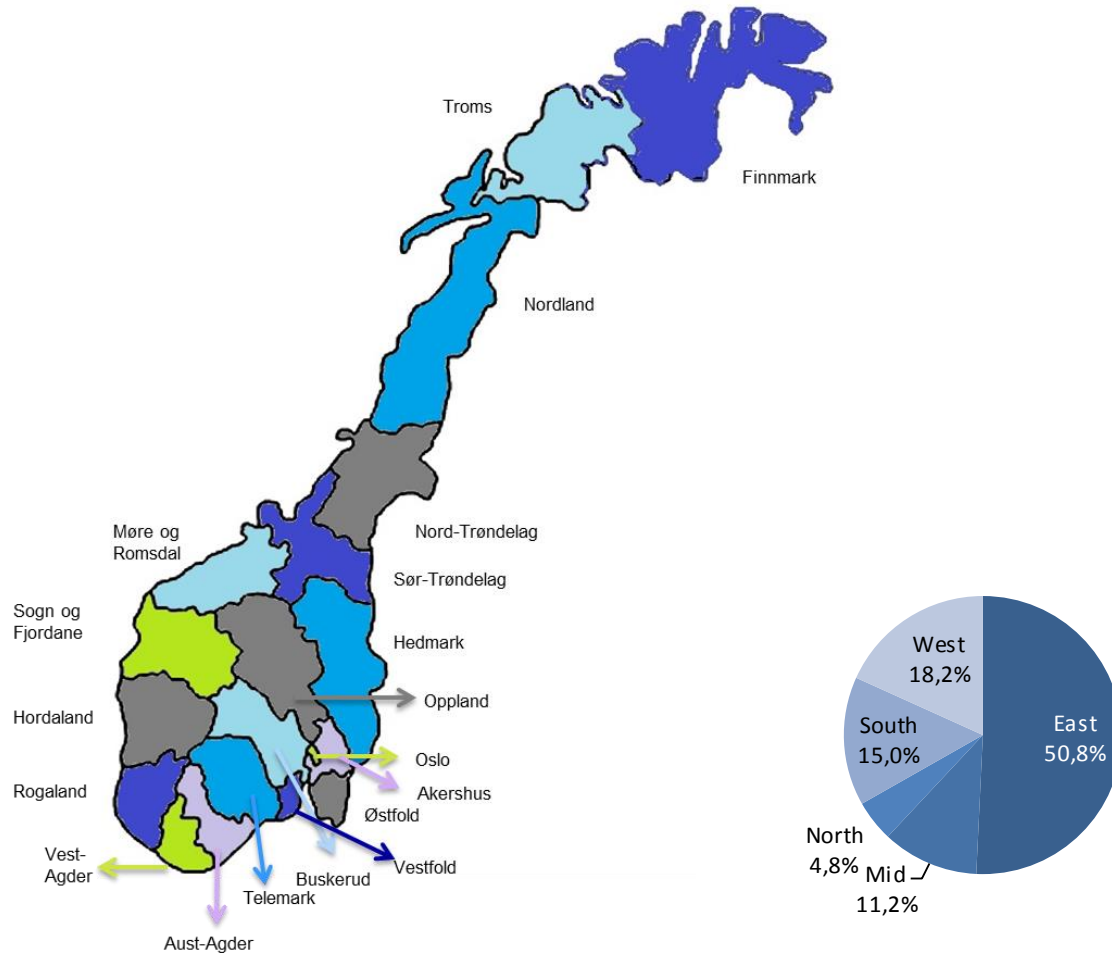 Troms
Finnmark
Nordland
Nord-Trøndelag
Møre og
Romsdal
Sør-Trøndelag
Sogn og
Fjordane
Hedmark
Oppland
Hordaland
Oslo
Akershus
Rogaland
Østfold
Vestfold
Vest-
Agder
Buskerud
Telemark
Aust-Agder
West
18,2%
East
50,8%
South
15,0%
North
4,8%
Mid
11,2%